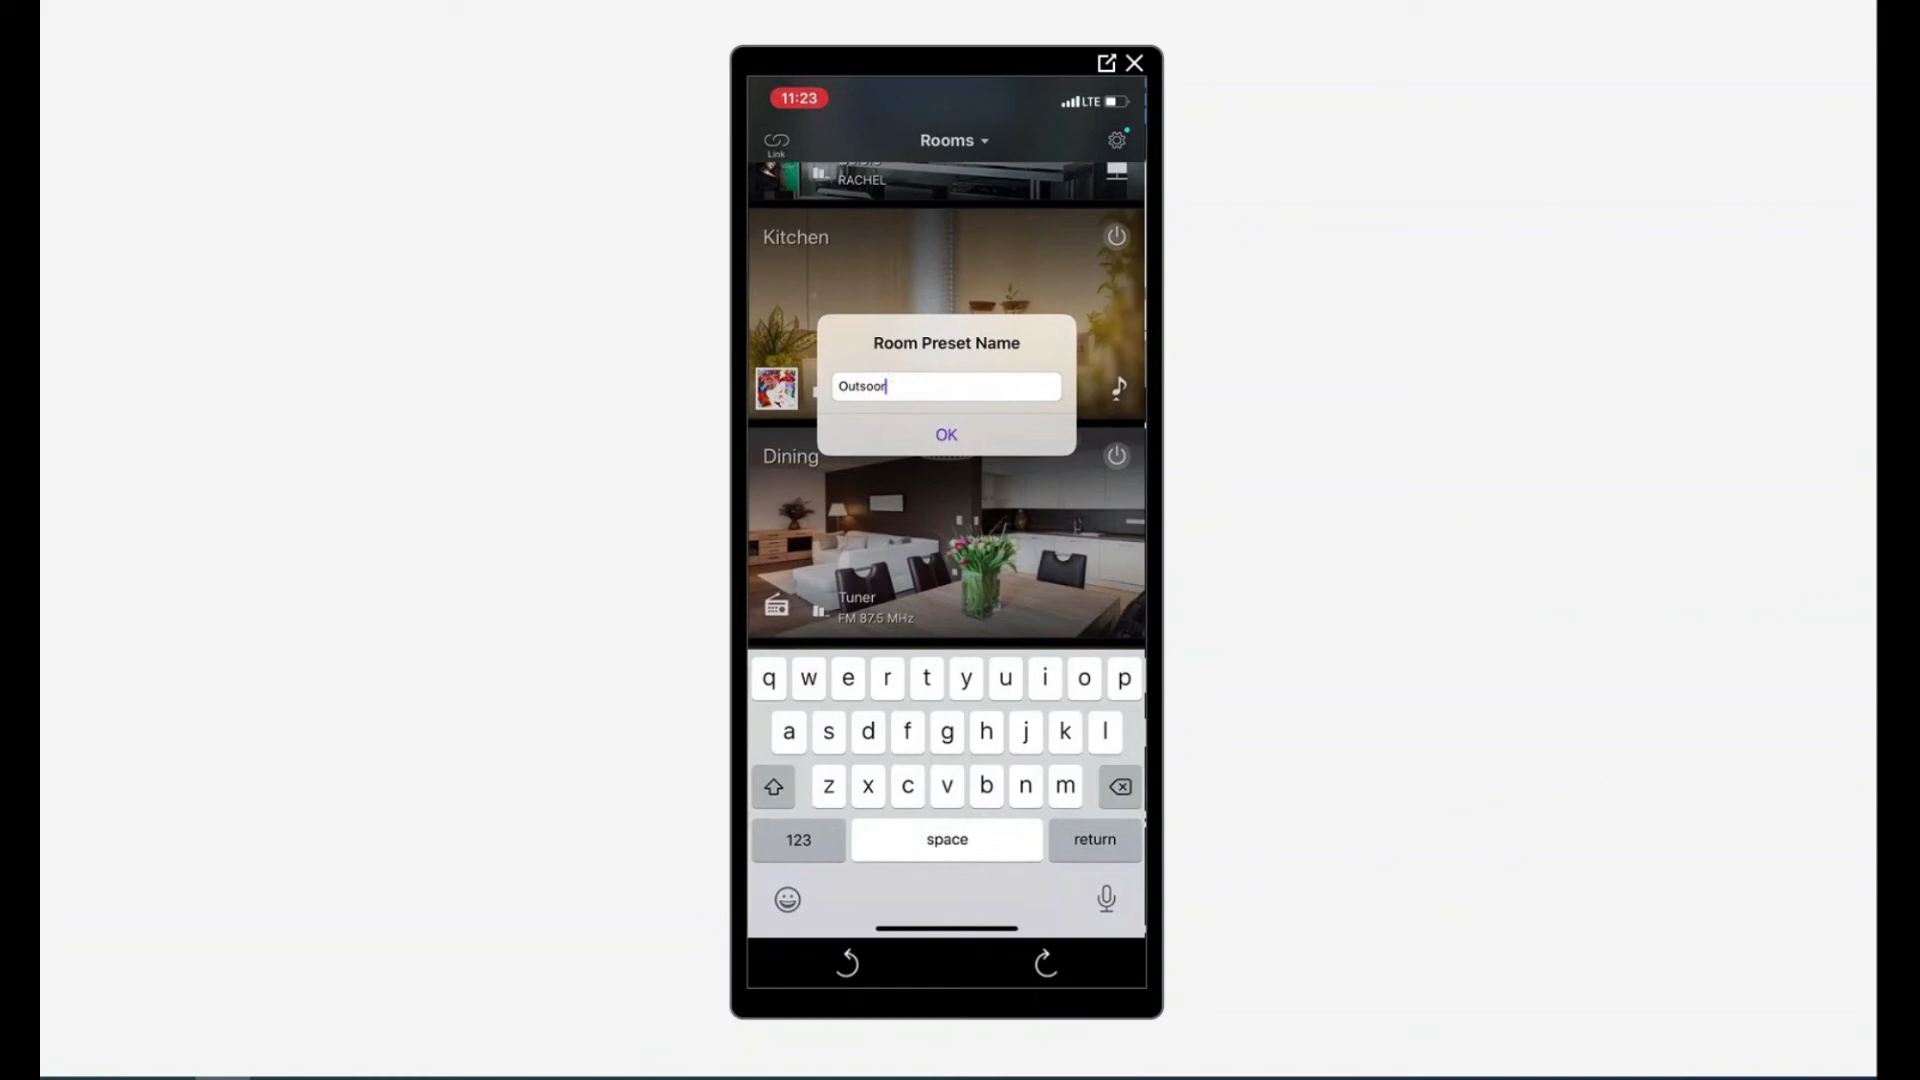 11:23
LTE
Link
Rooms
RACHEL
Kitchen
Room Preset Name
Outsoor
OK
Dining
Tuner
FM 87.5 MHz
q w e r t y u i o p
a s d f g h j k l
z x c v b n m
123 space return